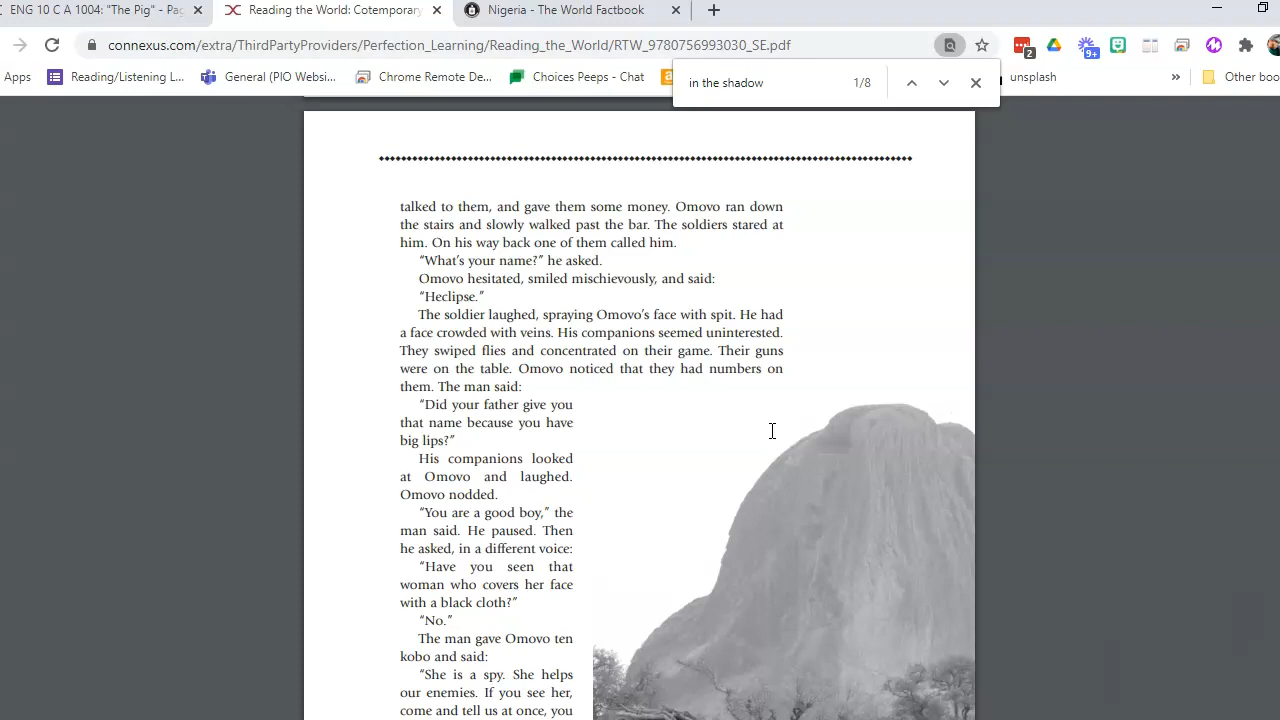 ENG 10 C A 1004: "The Pig" - Pa
Reading the World: Cotemporary
Nigeria - The World Factbook
connexus.com/extra/ThirdPartyProvider/Perfection_Learning/Reading_the_World/RTW_9780756993030_SE.pdf
2
9+
Apps
Reading/Listening L...
General (PIO Websi...
Chrome Remote De...
Choices Peeps - Chat
unsplash
»
Other boo
in the shadow
1/8
talked to them, and gave them some money. Omovo ran down
the stairs and slowly walked past the bar. The soldiers stared at
him. On his way back one of them called him.
“What’s your name?” he asked.
Omovo hesitated, smiled mischievously, and said:
“Heclipse.”
The soldier laughed, spraying Omovo’s face with spit. He had
a face crowded with veins. His companions seemed uninterested.
They swiped flies and concentrated on their game. Their guns
were on the table. Omovo noticed that they had numbers on
them. The man said:
“Did your father give you
that name because you have
big lips?”
His companions looked
at Omovo and laughed.
Omovo nodded.
“You are a good boy,” the
man said. He paused. Then
he asked, in a different voice:
“Have you seen that
woman who covers her face
with a black cloth?”
“No.”
The man gave Omovo ten
kobo and said:
“She is a spy. She helps
our enemies. If you see her,
come and tell us at once, you